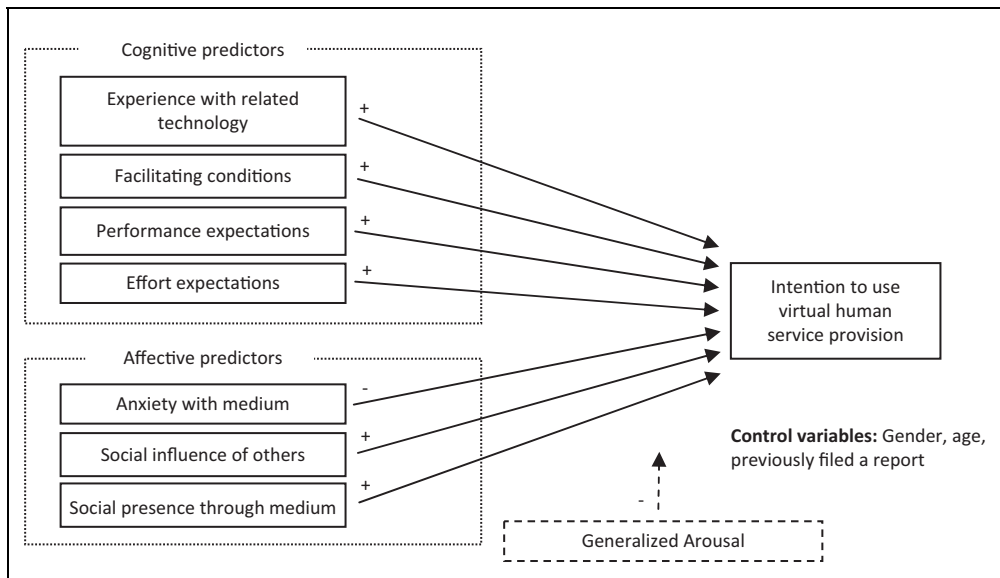 Cognitive predictors
Experience with related
technology
+
Facilitating conditions
+
Performance expectations
+
Effort expectations
+
Intention to use
virtual human
service provision
Affective predictors
Anxiety with medium
-
Social influence of others
+
Social presence through medium
+
Control variables: Gender, age,
previously filed a report
-
Generalized Arousal